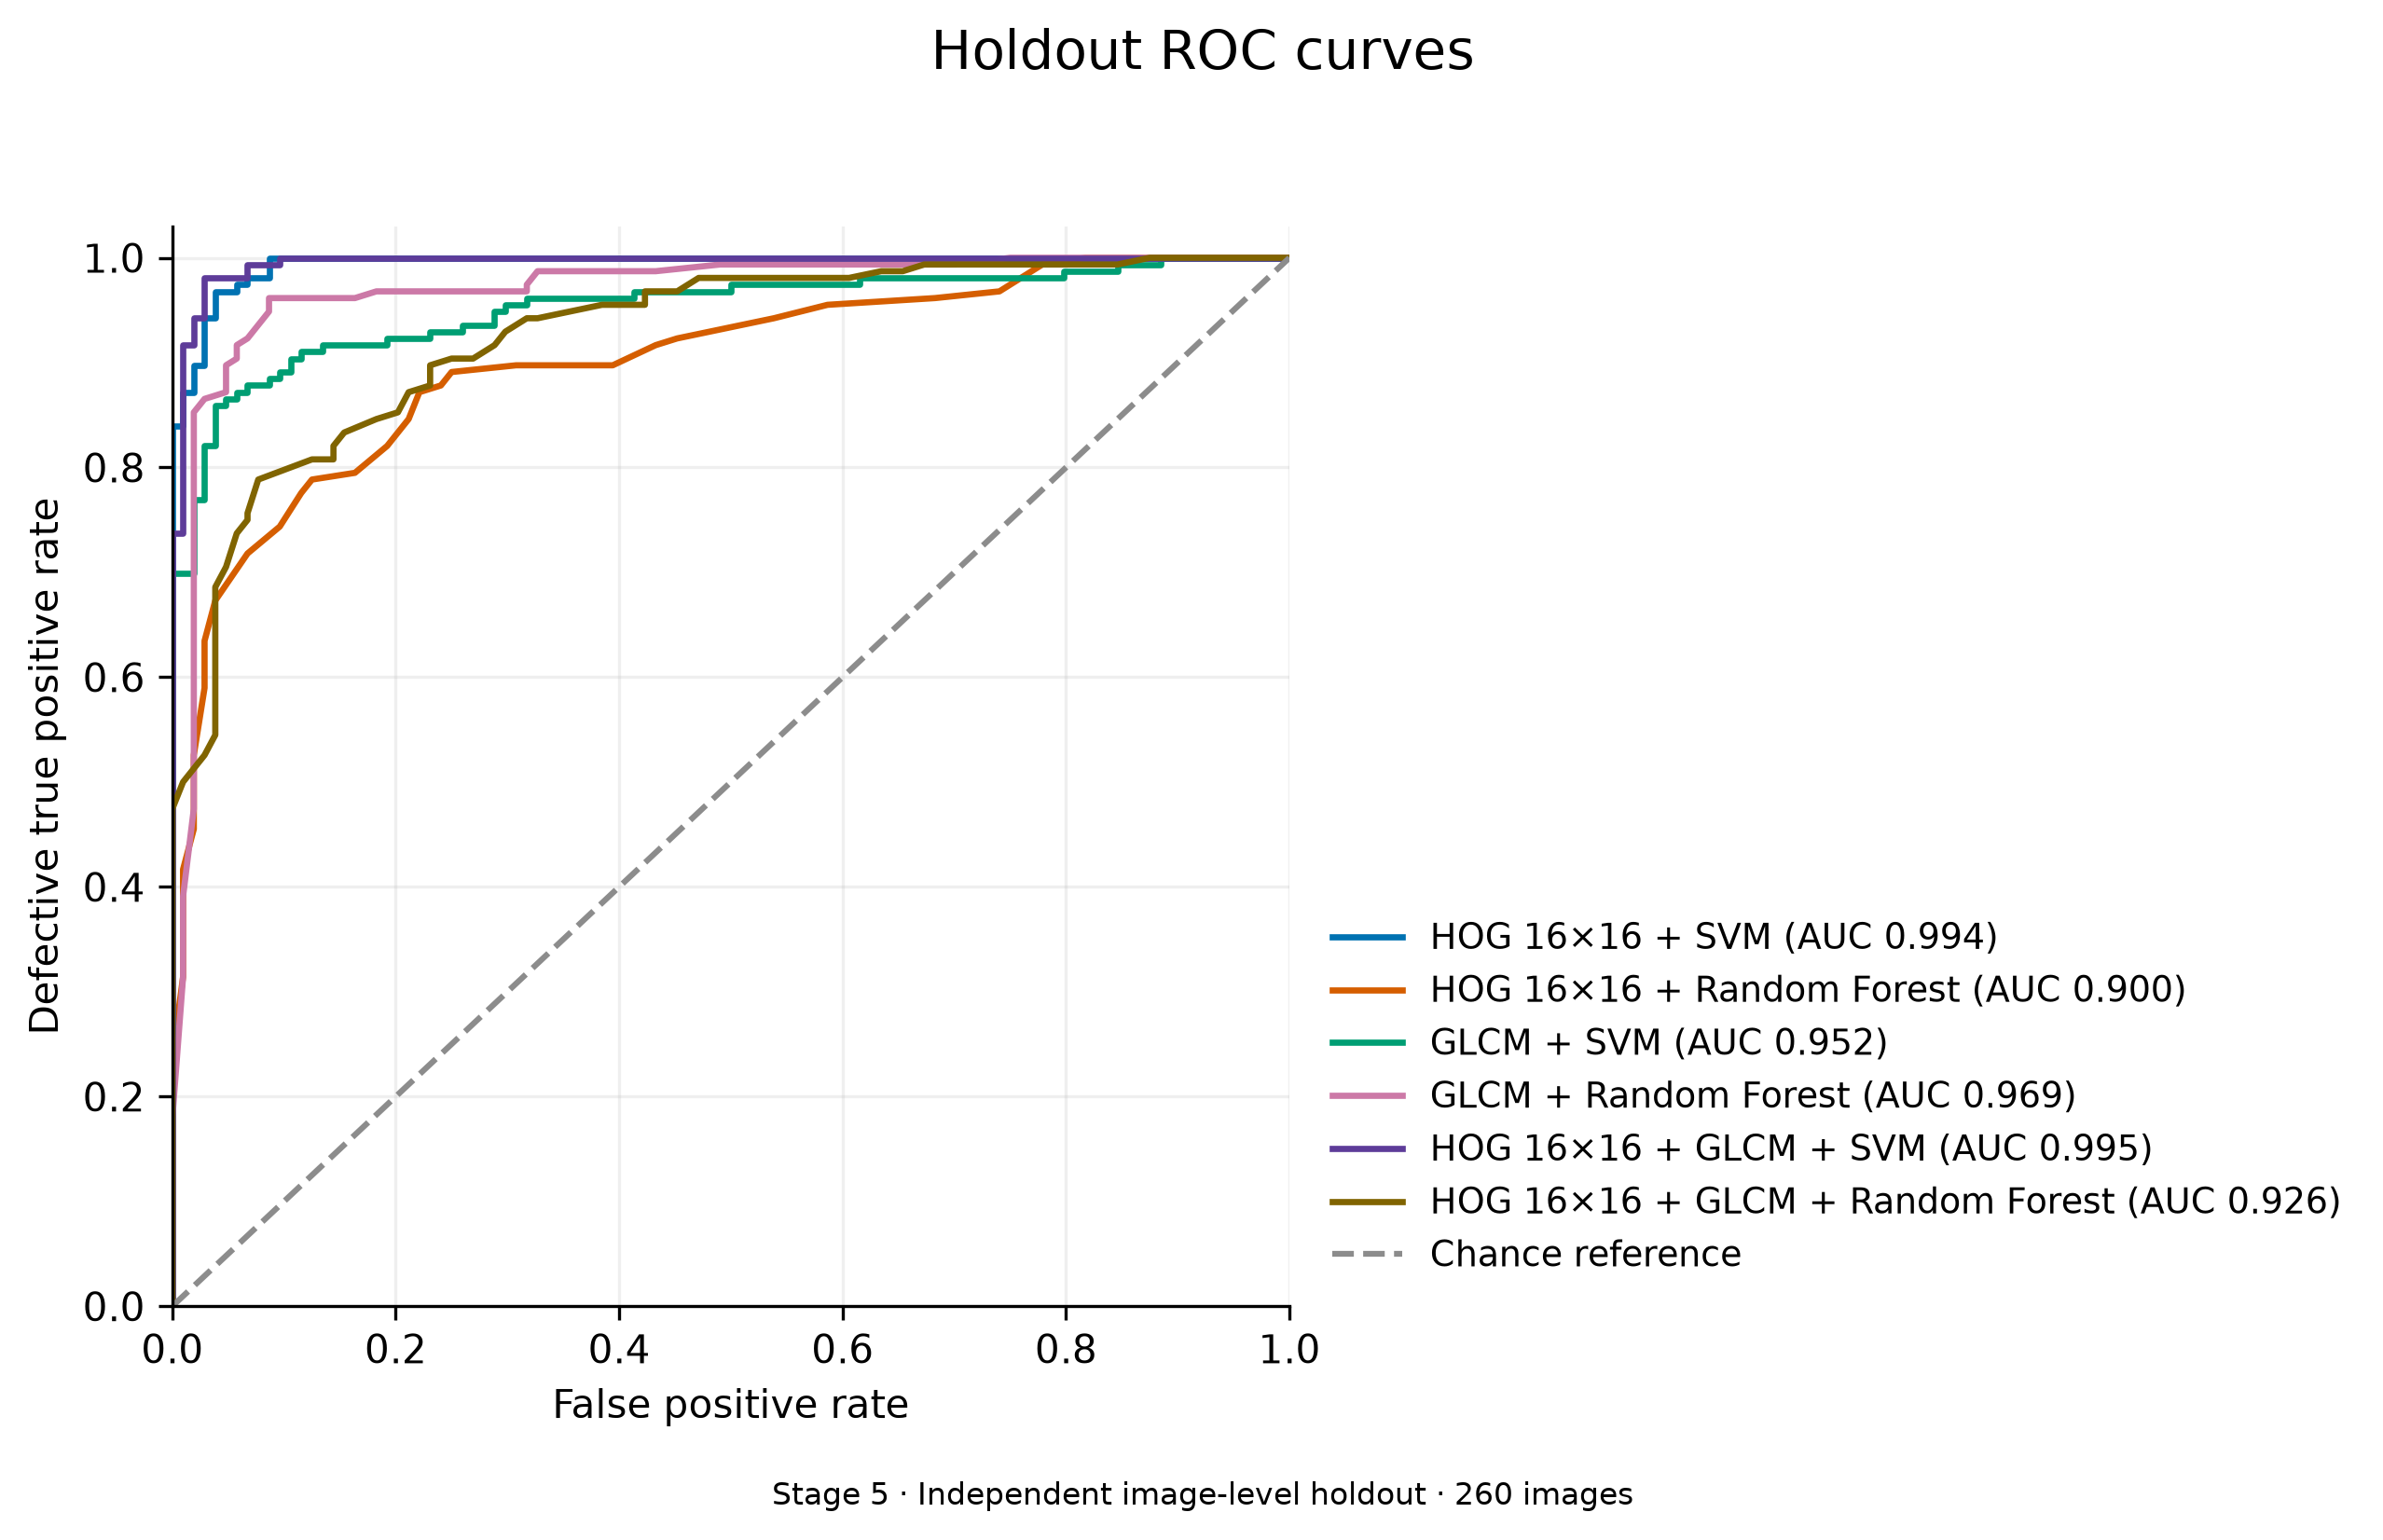 Holdout ROC curves
Defective true positive rate
1.0
0.8
0.6
0.4
0.2
0.0
0.0 0.2 0.4 0.6 0.8 1.0
False positive rate
HOG 16×16 + SVM (AUC 0.994)
HOG 16×16 + Random Forest (AUC 0.900)
GLCM + SVM (AUC 0.952)
GLCM + Random Forest (AUC 0.969)
HOG 16×16 + GLCM + SVM (AUC 0.995)
HOG 16×16 + GLCM + Random Forest (AUC 0.926)
Chance reference
Stage 5 · Independent image-level holdout · 260 images